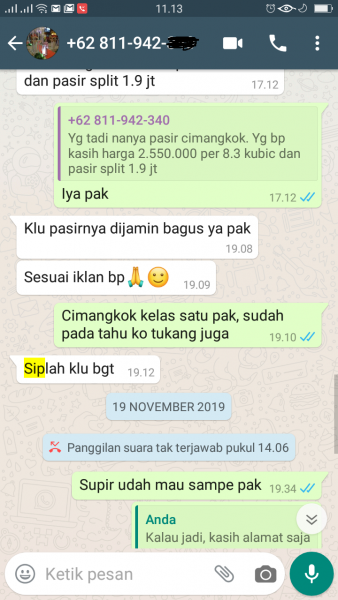 11.13
+62 811-942-
dan pasir split 1.9 jt
17.12
+62 811-942-340
Yg tadi nanya pasir cimangkok. Yg bp
kasih harga 2.550.000 per 8.3 kubic dan
pasir split 1.9 jt
Iya pak
17.12
Klu pasirnya dijamin bagus ya pak
19.08
Sesuai iklan bp🙏🙂
19.09
Cimangkok kelas satu pak, sudah
pada tahu ko tukang juga
19.10
Siplah klu bgt
19.12
19 NOVEMBER 2019
Panggilan suara tak terjawab pukul 14.06
Supir udah mau sampe pak
19.34
Anda
Kalau jadi, kasih alamat saja
Ketik pesan